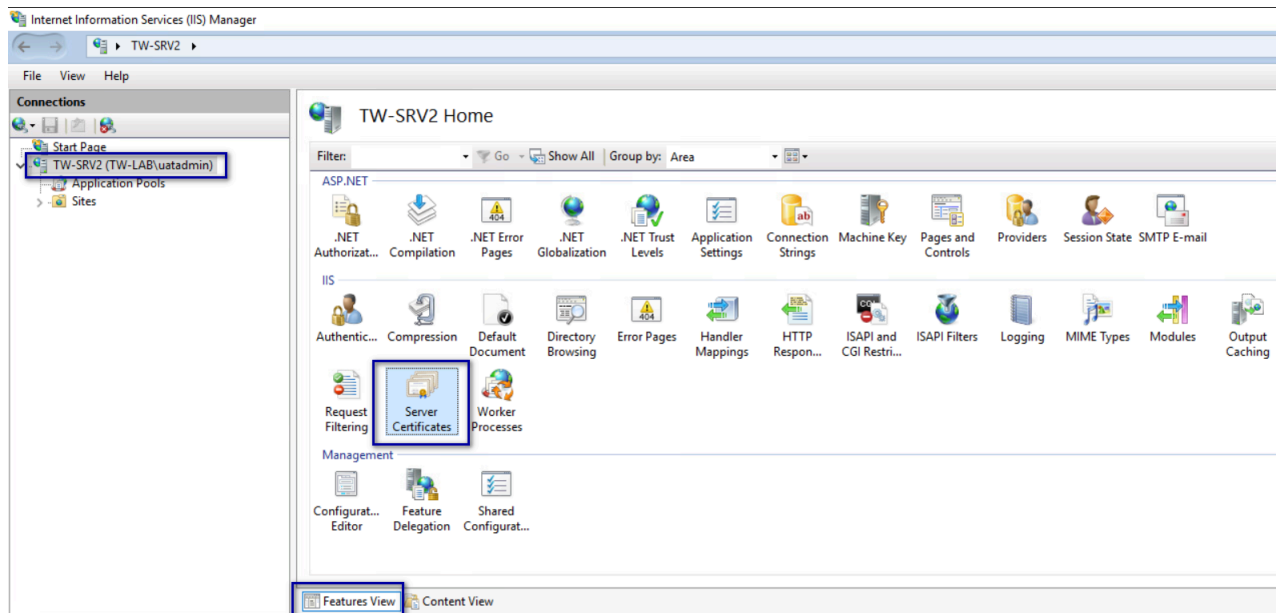 Internet Information Services (IIS) Manager
TW-SRV2
File View Help
Connections
Start Page
TW-SRV2 (TW-LAB\uatadmin)
Application Pools
Sites
TW-SRV2 Home
Filter: Go Show All Group by: Area
ASP.NET
.NET Authorizat...
.NET Compilation
.NET Error Pages
.NET Globalization
.NET Trust Levels
Application Settings
Connection Strings
Machine Key
Pages and Controls
Providers
Session State
SMTP E-mail
IIS
Authentic...
Compression
Default Document
Directory Browsing
Error Pages
Handler Mappings
HTTP Respon...
ISAPI and CGI Restri...
ISAPI Filters
Logging
MIME Types
Modules
Output Caching
Request Filtering
Server Certificates
Worker Processes
Management
Configurat... Editor
Feature Delegation
Shared Configurat...
Features View
Content View